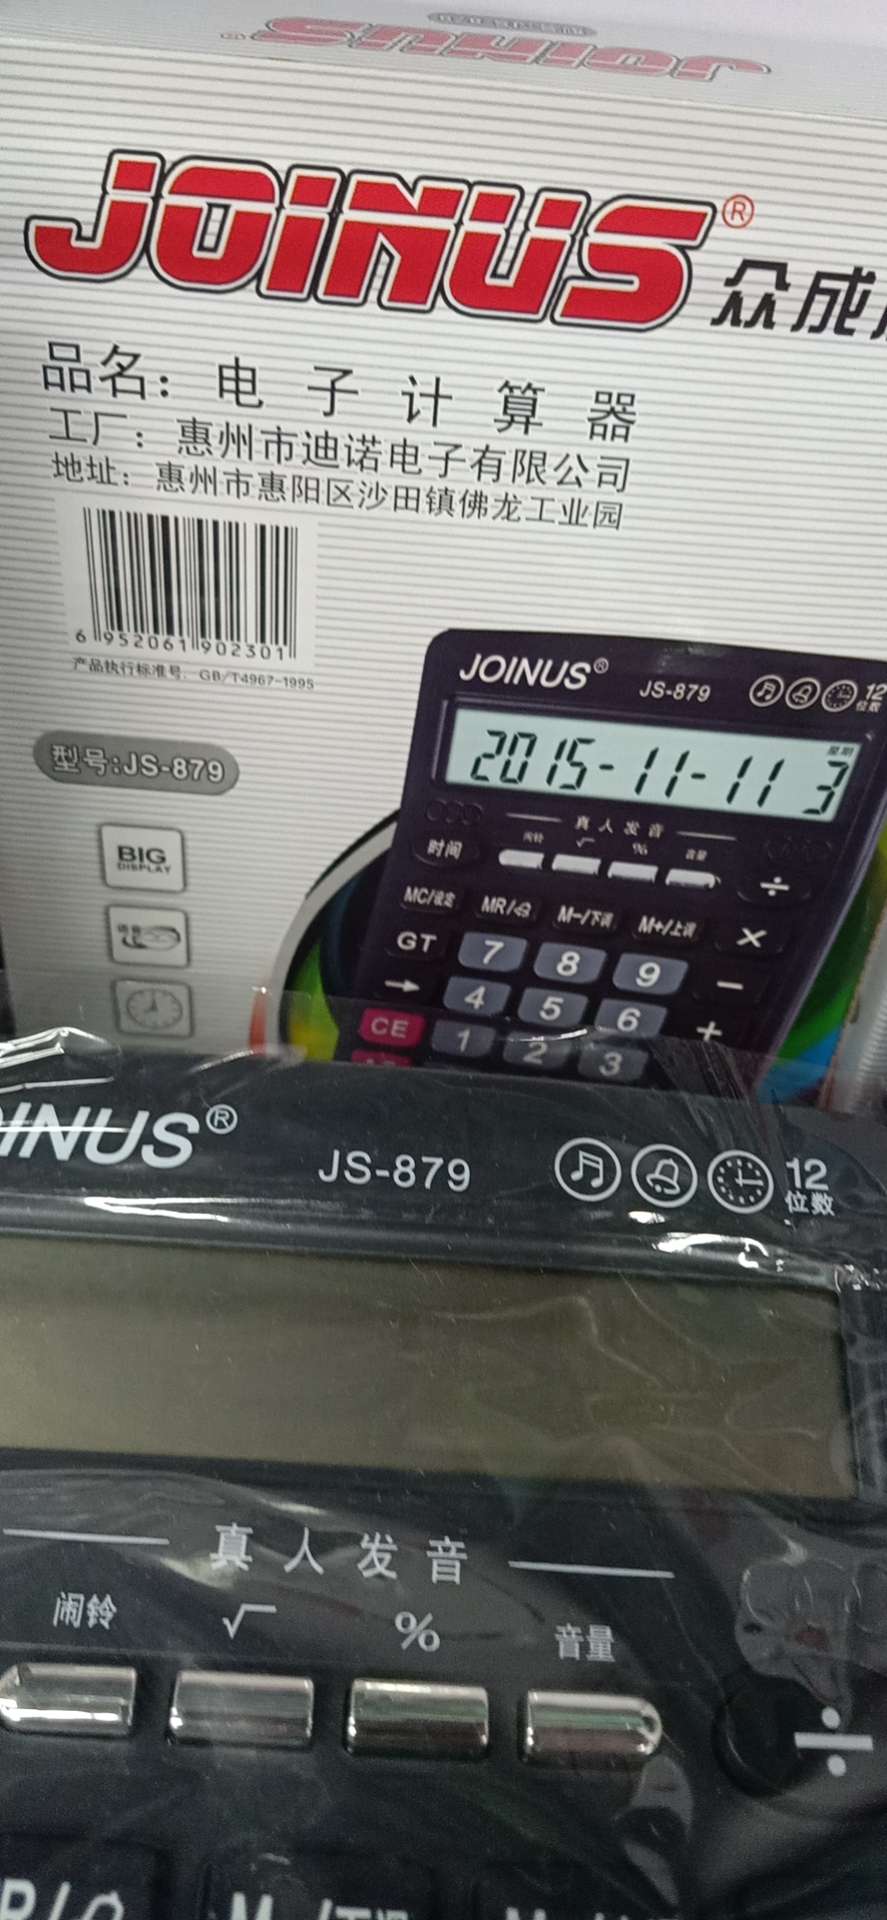 JOINUS
JOINUS® 众成
品名：电子计算器
工厂：惠州市迪诺电子有限公司
地址：惠州市惠阳区沙田镇佛龙工业园
6 952061 902301
产品执行标准号 GB/T4967-1995
型号:JS-879
BIG
DISPLAY
JOINUS® JS-879 12
位数
星期
2015-11-11 3
真人发音
闹铃 √ % 音量
时间 ÷
MC/设定 MR/ M-/下调 M+/上调 ×
GT 7 8 9 −
→ 4 5 6 +
CE 1 2 3
INUS® JS-879 12
位数
真人发音
闹铃 √ % 音量
÷